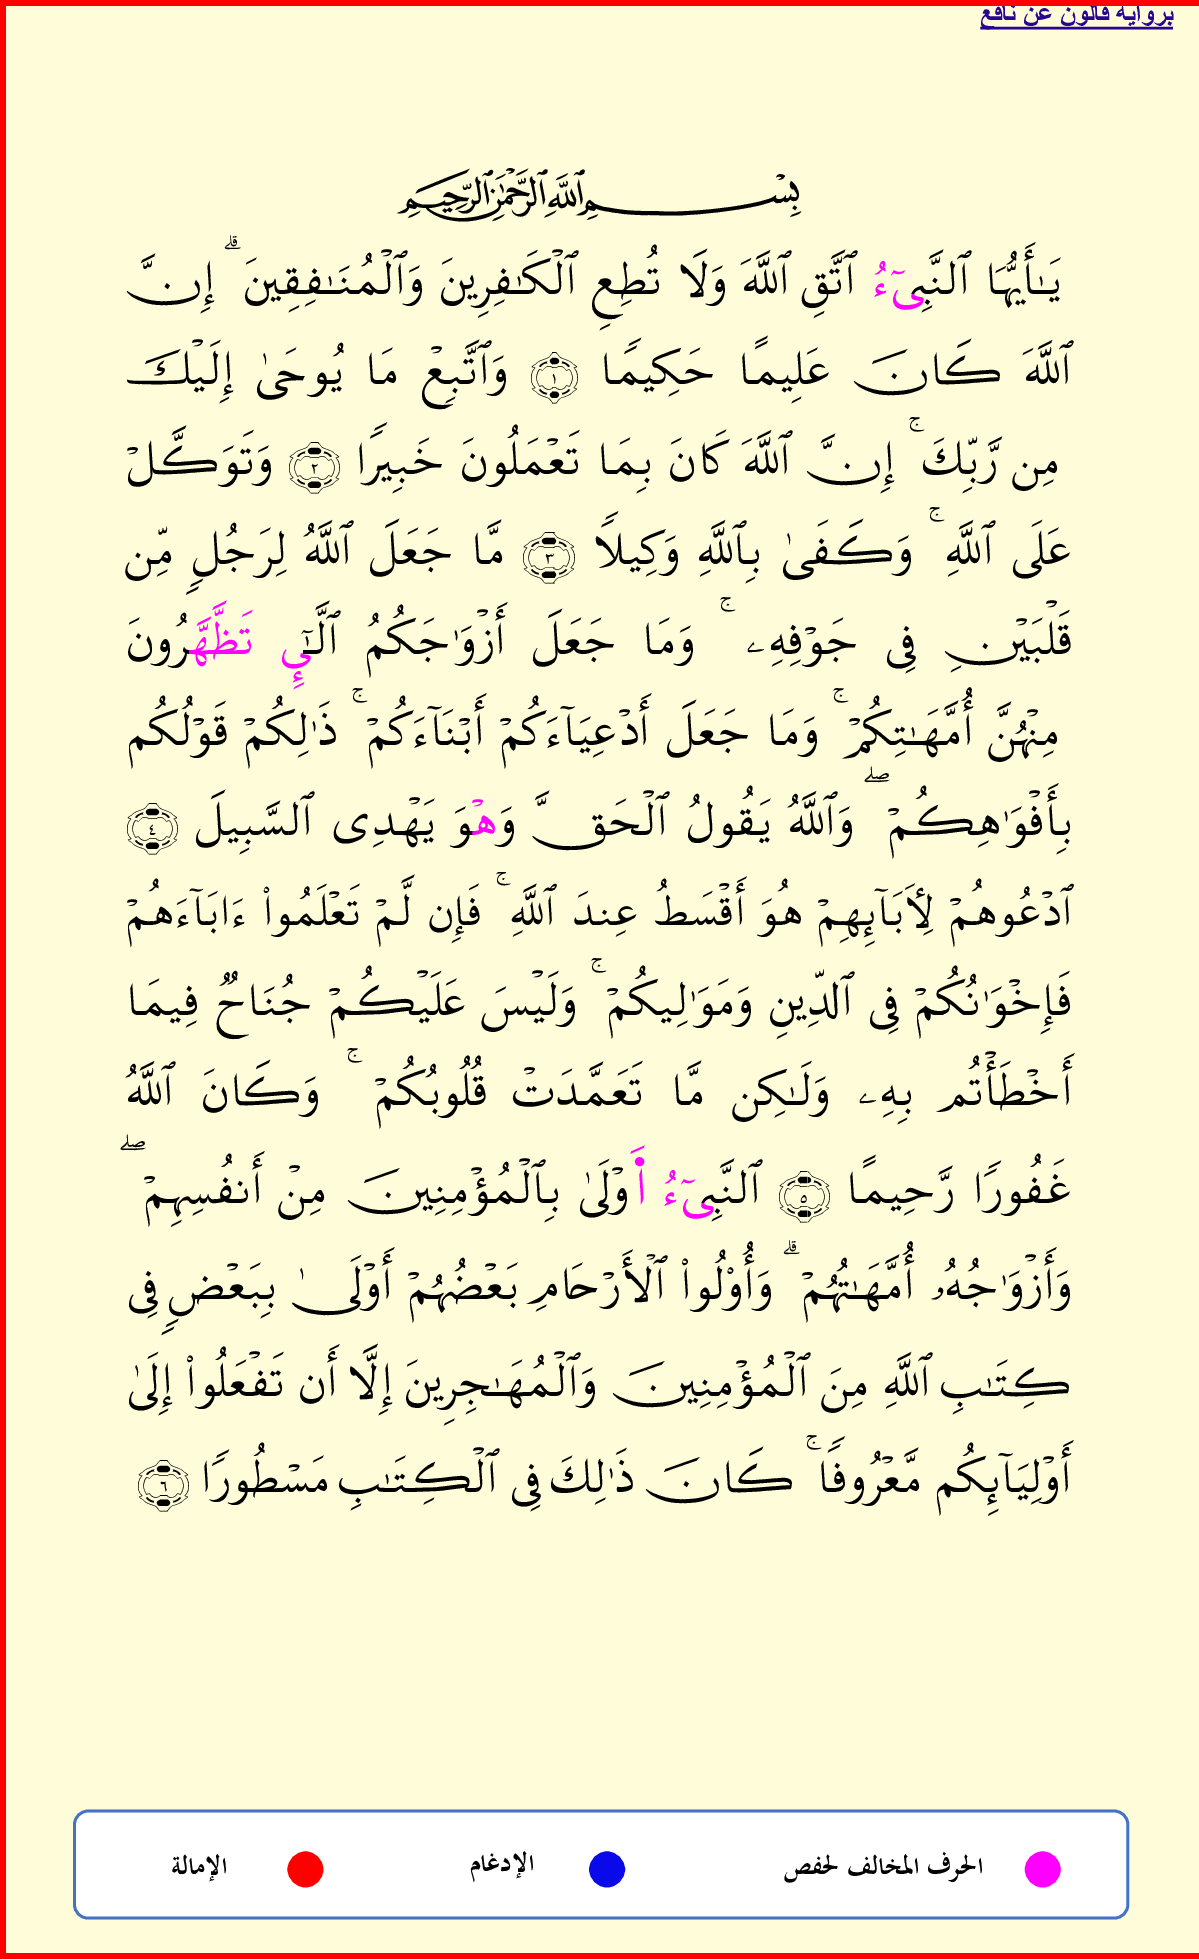 برواية قالون عن نافع
بِسْمِ ٱللَّهِ ٱلرَّحْمَٰنِ ٱلرَّحِيمِ
يَـٰٓأَيُّهَا ٱلنَّبِىٓءُ ٱتَّقِ ٱللَّهَ وَلَا تُطِعِ ٱلْكَـٰفِرِينَ وَٱلْمُنَـٰفِقِينَ ۗ إِنَّ
ٱللَّهَ كَانَ عَلِيمًا حَكِيمًا ١ وَٱتَّبِعْ مَا يُوحَىٰ إِلَيْكَ
مِن رَّبِّكَ ۚ إِنَّ ٱللَّهَ كَانَ بِمَا تَعْمَلُونَ خَبِيرًا ٢ وَتَوَكَّلْ
عَلَى ٱللَّهِ ۚ وَكَفَىٰ بِٱللَّهِ وَكِيلًا ٣ مَّا جَعَلَ ٱللَّهُ لِرَجُلٍ مِّن
قَلْبَيْنِ فِى جَوْفِهِۦ ۚ وَمَا جَعَلَ أَزْوَٰجَكُمُ ٱلَّـٰٓـِٔ تَظَّهَّرُونَ
مِنْهُنَّ أُمَّهَـٰتِكُمْ ۚ وَمَا جَعَلَ أَدْعِيَآءَكُمْ أَبْنَآءَكُمْ ۚ ذَٰلِكُمْ قَوْلُكُم
بِأَفْوَٰهِكُمْ ۖ وَٱللَّهُ يَقُولُ ٱلْحَقَّ وَهْوَ يَهْدِى ٱلسَّبِيلَ ٤
ٱدْعُوهُمْ لِأَبَآئِهِمْ هُوَ أَقْسَطُ عِندَ ٱللَّهِ ۚ فَإِن لَّمْ تَعْلَمُوا۟ ءَابَآءَهُمْ
فَإِخْوَٰنُكُمْ فِى ٱلدِّينِ وَمَوَٰلِيكُمْ ۚ وَلَيْسَ عَلَيْكُمْ جُنَاحٌ فِيمَا
أَخْطَأْتُم بِهِۦ وَلَـٰكِن مَّا تَعَمَّدَتْ قُلُوبُكُمْ ۚ وَكَانَ ٱللَّهُ
غَفُورًا رَّحِيمًا ٥ ٱلنَّبِىٓءُ أَوْلَىٰ بِٱلْمُؤْمِنِينَ مِنْ أَنفُسِهِمْ ۖ
وَأَزْوَٰجُهُۥ أُمَّهَـٰتُهُمْ ۗ وَأُو۟لُوا۟ ٱلْأَرْحَامِ بَعْضُهُمْ أَوْلَىٰ بِبَعْضٍ فِى
كِتَـٰبِ ٱللَّهِ مِنَ ٱلْمُؤْمِنِينَ وَٱلْمُهَـٰجِرِينَ إِلَّا أَن تَفْعَلُوا۟ إِلَىٰ
أَوْلِيَآئِكُم مَّعْرُوفًا ۚ كَانَ ذَٰلِكَ فِى ٱلْكِتَـٰبِ مَسْطُورًا ٦
الحرف المخالف لحفص الإدغام الإمالة